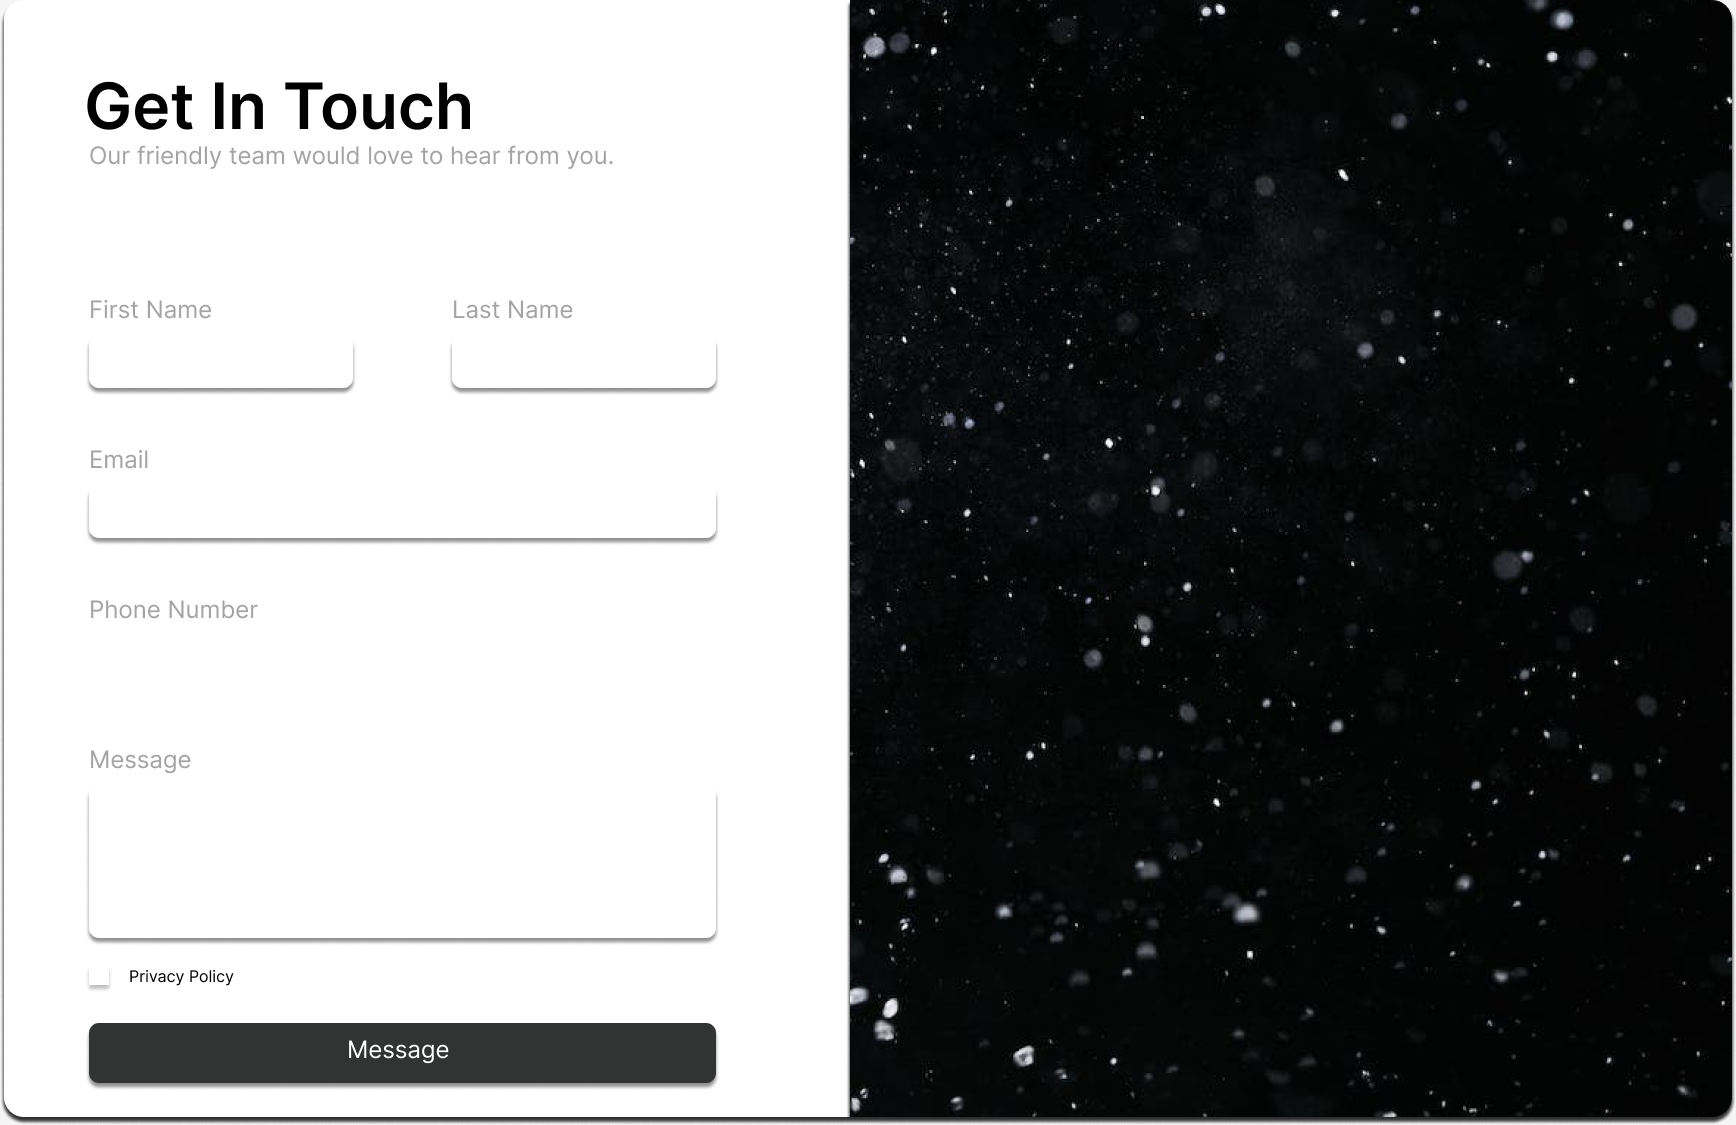 Get In Touch
Our friendly team would love to hear from you.
First Name
Last Name
Email
Phone Number
Message
Privacy Policy
Message